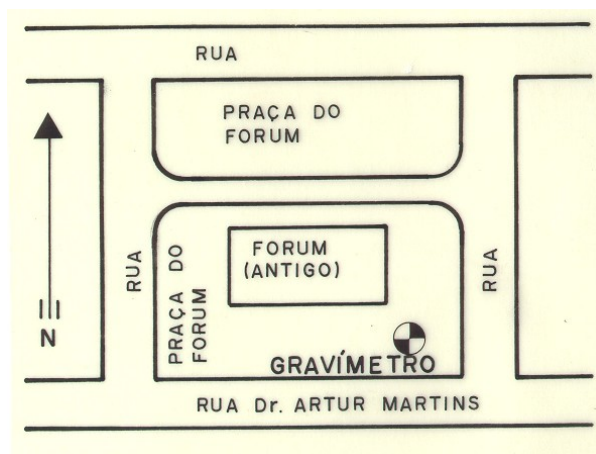 RUA
PRAÇA DO
FORUM
FORUM
(ANTIGO)
RUA
PRAÇA DO
FORUM
RUA
N
GRAVÍMETRO
RUA Dr. ARTUR MARTINS